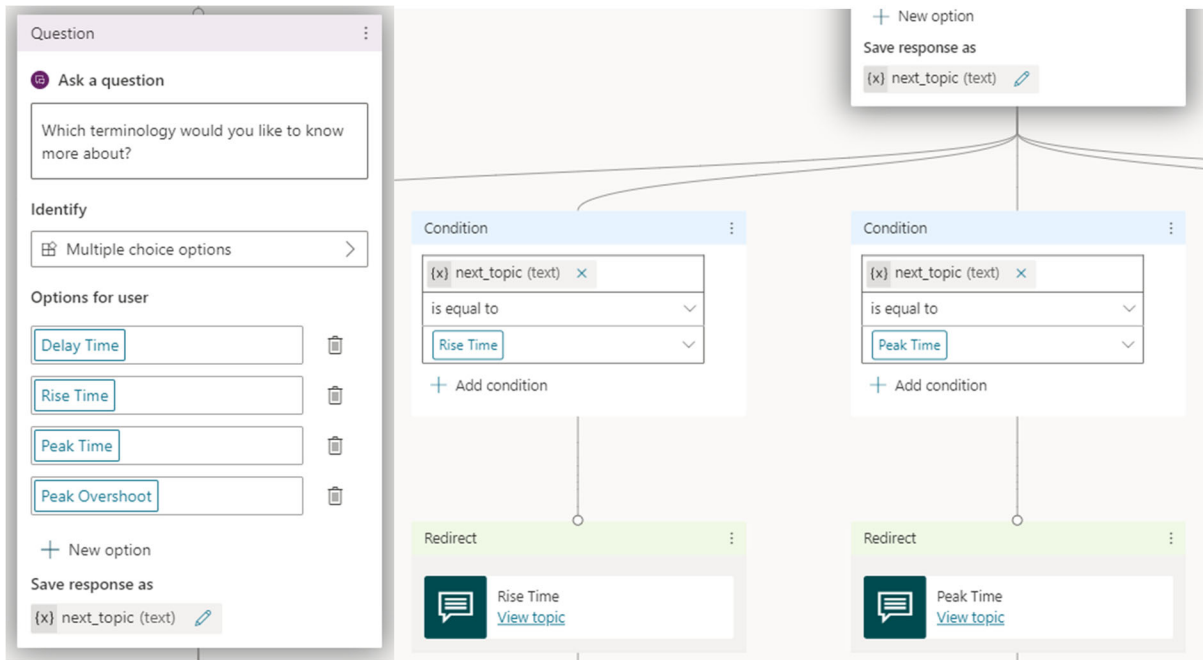 Question
Ask a question
Which terminology would you like to know
more about?
Identify
Multiple choice options
Options for user
Delay Time
Rise Time
Peak Time
Peak Overshoot
New option
Save response as
{x} next_topic (text)
New option
Save response as
{x} next_topic (text)
Condition
{x} next_topic (text)
is equal to
Rise Time
Add condition
Redirect
Rise Time
View topic
Condition
{x} next_topic (text)
is equal to
Peak Time
Add condition
Redirect
Peak Time
View topic